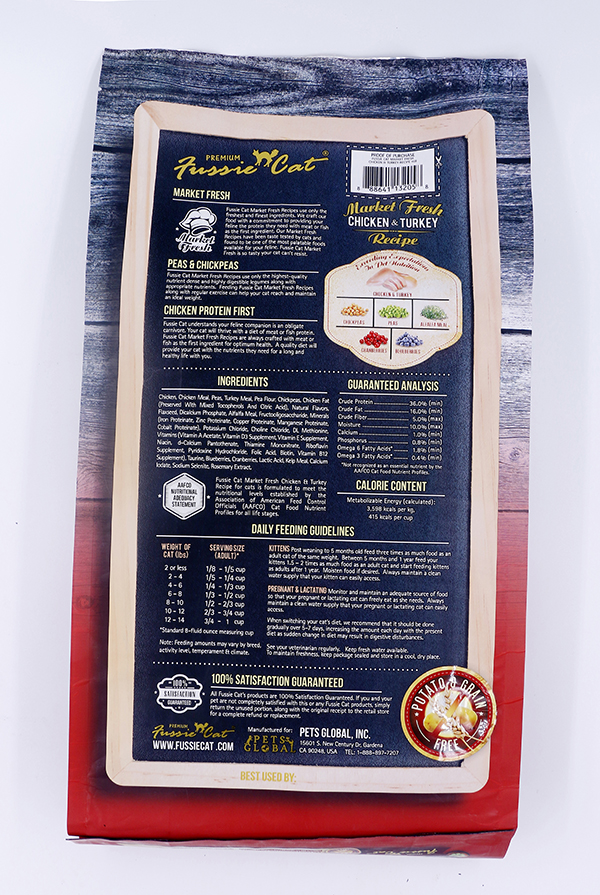 PREMIUM
Fussie Cat®
PROOF OF PURCHASE
FUSSIE CAT MARKET FRESH
CHICKEN & TURKEY RECIPE
8 88641 13205 8
Market Fresh
CHICKEN & TURKEY
Recipe
MARKET FRESH
Market
Fresh
Fussie Cat Market Fresh Recipes use only the
freshest and finest ingredients. We craft our
food with a commitment to providing your
feline the protein they need with meat or fish
as the first ingredient. Our Market Fresh
Recipes have been taste tested by cats and
found to be one of the most palatable foods
available for your feline. Fussie Cat Market
Fresh is so tasty your cat can't resist.
PEAS & CHICKPEAS
Fussie Cat Market Fresh Recipes use only the highest-quality
nutrient dense and highly digestible legumes along with
appropriate nutrients. Feeding Fussie Cat Market Fresh Recipes
along with regular exercise can help your cat reach and maintain
an ideal weight.
CHICKEN PROTEIN FIRST
Fussie Cat understands your feline companion is an obligate
carnivore. Your cat will thrive with a diet of meat or fish protein.
Fussie Cat Market Fresh Recipes are always crafted with meat or
fish as the first ingredient for optimum health. A quality diet will
provide your cat with the nutrients they need for a long and
healthy life with you.
Exceeding Expectations
In Pet Nutrition
CHICKEN & TURKEY
CHICKPEAS
PEAS
ALFALFA MEAL
CRANBERRIES
BLUEBERRIES
INGREDIENTS
Chicken, Chicken Meal, Peas, Turkey Meal, Pea Flour, Chickpeas, Chicken Fat
(Preserved With Mixed Tocopherols And Citric Acid), Natural Flavors,
Flaxseed, Dicalcium Phosphate, Alfalfa Meal, Fructooligosaccharide, Minerals
(Iron Proteinate, Zinc Proteinate, Copper Proteinate, Manganese Proteinate,
Cobalt Proteinate), Potassium Chloride, Choline Chloride, DL Methionine,
Vitamins (Vitamin A Acetate, Vitamin D3 Supplement, Vitamin E Supplement,
Niacin, d-Calcium Pantothenate, Thiamine Mononitrate, Riboflavin
Supplement, Pyridoxine Hydrochloride, Folic Acid, Biotin, Vitamin B12
Supplement), Taurine, Blueberries, Cranberries, Lactic Acid, Kelp Meal, Calcium
Iodate, Sodium Selenite, Rosemary Extract.
GUARANTEED ANALYSIS
Crude Protein 36.0% (min)
Crude Fat 16.0% (min)
Crude Fiber 5.0% (max)
Moisture 10.0% (max)
Calcium 1.0% (min)
Phosphorus 0.8% (min)
Omega 6 Fatty Acids* 1.8% (min)
Omega 3 Fatty Acids* 0.4% (min)
*Not recognized as an essential nutrient by the
AAFCO Cat Food Nutrient Profiles.
CALORIE CONTENT
Metabolizable Energy (calculated):
3,598 kcals per kg,
415 kcals per cup
AAFCO
NUTRITIONAL
ADEQUACY
STATEMENT
Fussie Cat Market Fresh Chicken & Turkey
Recipe for cats is formulated to meet the
nutritional levels established by the
Association of American Feed Control
Officials (AAFCO) Cat Food Nutrient
Profiles for all life stages.
DAILY FEEDING GUIDELINES
WEIGHT OF CAT (lbs) SERVING SIZE (ADULT)*
2 or less 1/8 - 1/5 cup
2 - 4 1/5 - 1/4 cup
4 - 6 1/4 - 1/3 cup
6 - 8 1/3 - 1/2 cup
8 - 10 1/2 - 2/3 cup
10 - 12 2/3 - 3/4 cup
12 - 14 3/4 - 1 cup
*Standard 8-fluid ounce measuring cup
Note: Feeding amounts may vary by breed,
activity level, temperament & climate.
KITTENS Post weaning to 5 months old feed three times as much food as an
adult cat of the same weight. Between 5 months and 1 year feed your
kittens 1.5 - 2 times as much food as an adult cat and start feeding kittens
as adults after 1 year. Moisten food if desired. Always maintain a clean
water supply that your kitten can easily access.
PREGNANT & LACTATING Monitor and maintain an adequate source of food
so that your pregnant or lactating cat can freely eat as she needs. Always
maintain a clean water supply that your pregnant or lactating cat can easily
access.
When switching your cat's diet, we recommend that it should be done
gradually over 5-7 days, increasing the amount each day with the present
diet as sudden change in diet may result in digestive disturbances.
See your veterinarian regularly. Keep fresh water available.
To maintain freshness, keep package sealed and store in a cool, dry place.
100%
SATISFACTION
GUARANTEED
100% SATISFACTION GUARANTEED
All Fussie Cat's products are 100% Satisfaction Guaranteed. If you and your
pet are not completely satisfied with this or any Fussie Cat products, simply
return the unused portion, along with the original receipt to the retail store
for a complete refund or replacement.
POTATO & GRAIN
FREE
PREMIUM
Fussie Cat
WWW.FUSSIECAT.COM
Manufactured for:
PETS
GLOBAL
PETS GLOBAL, INC.
15601 S. New Century Dr, Gardena
CA 90248, USA TEL: 1-888-897-7207
BEST USED BY: